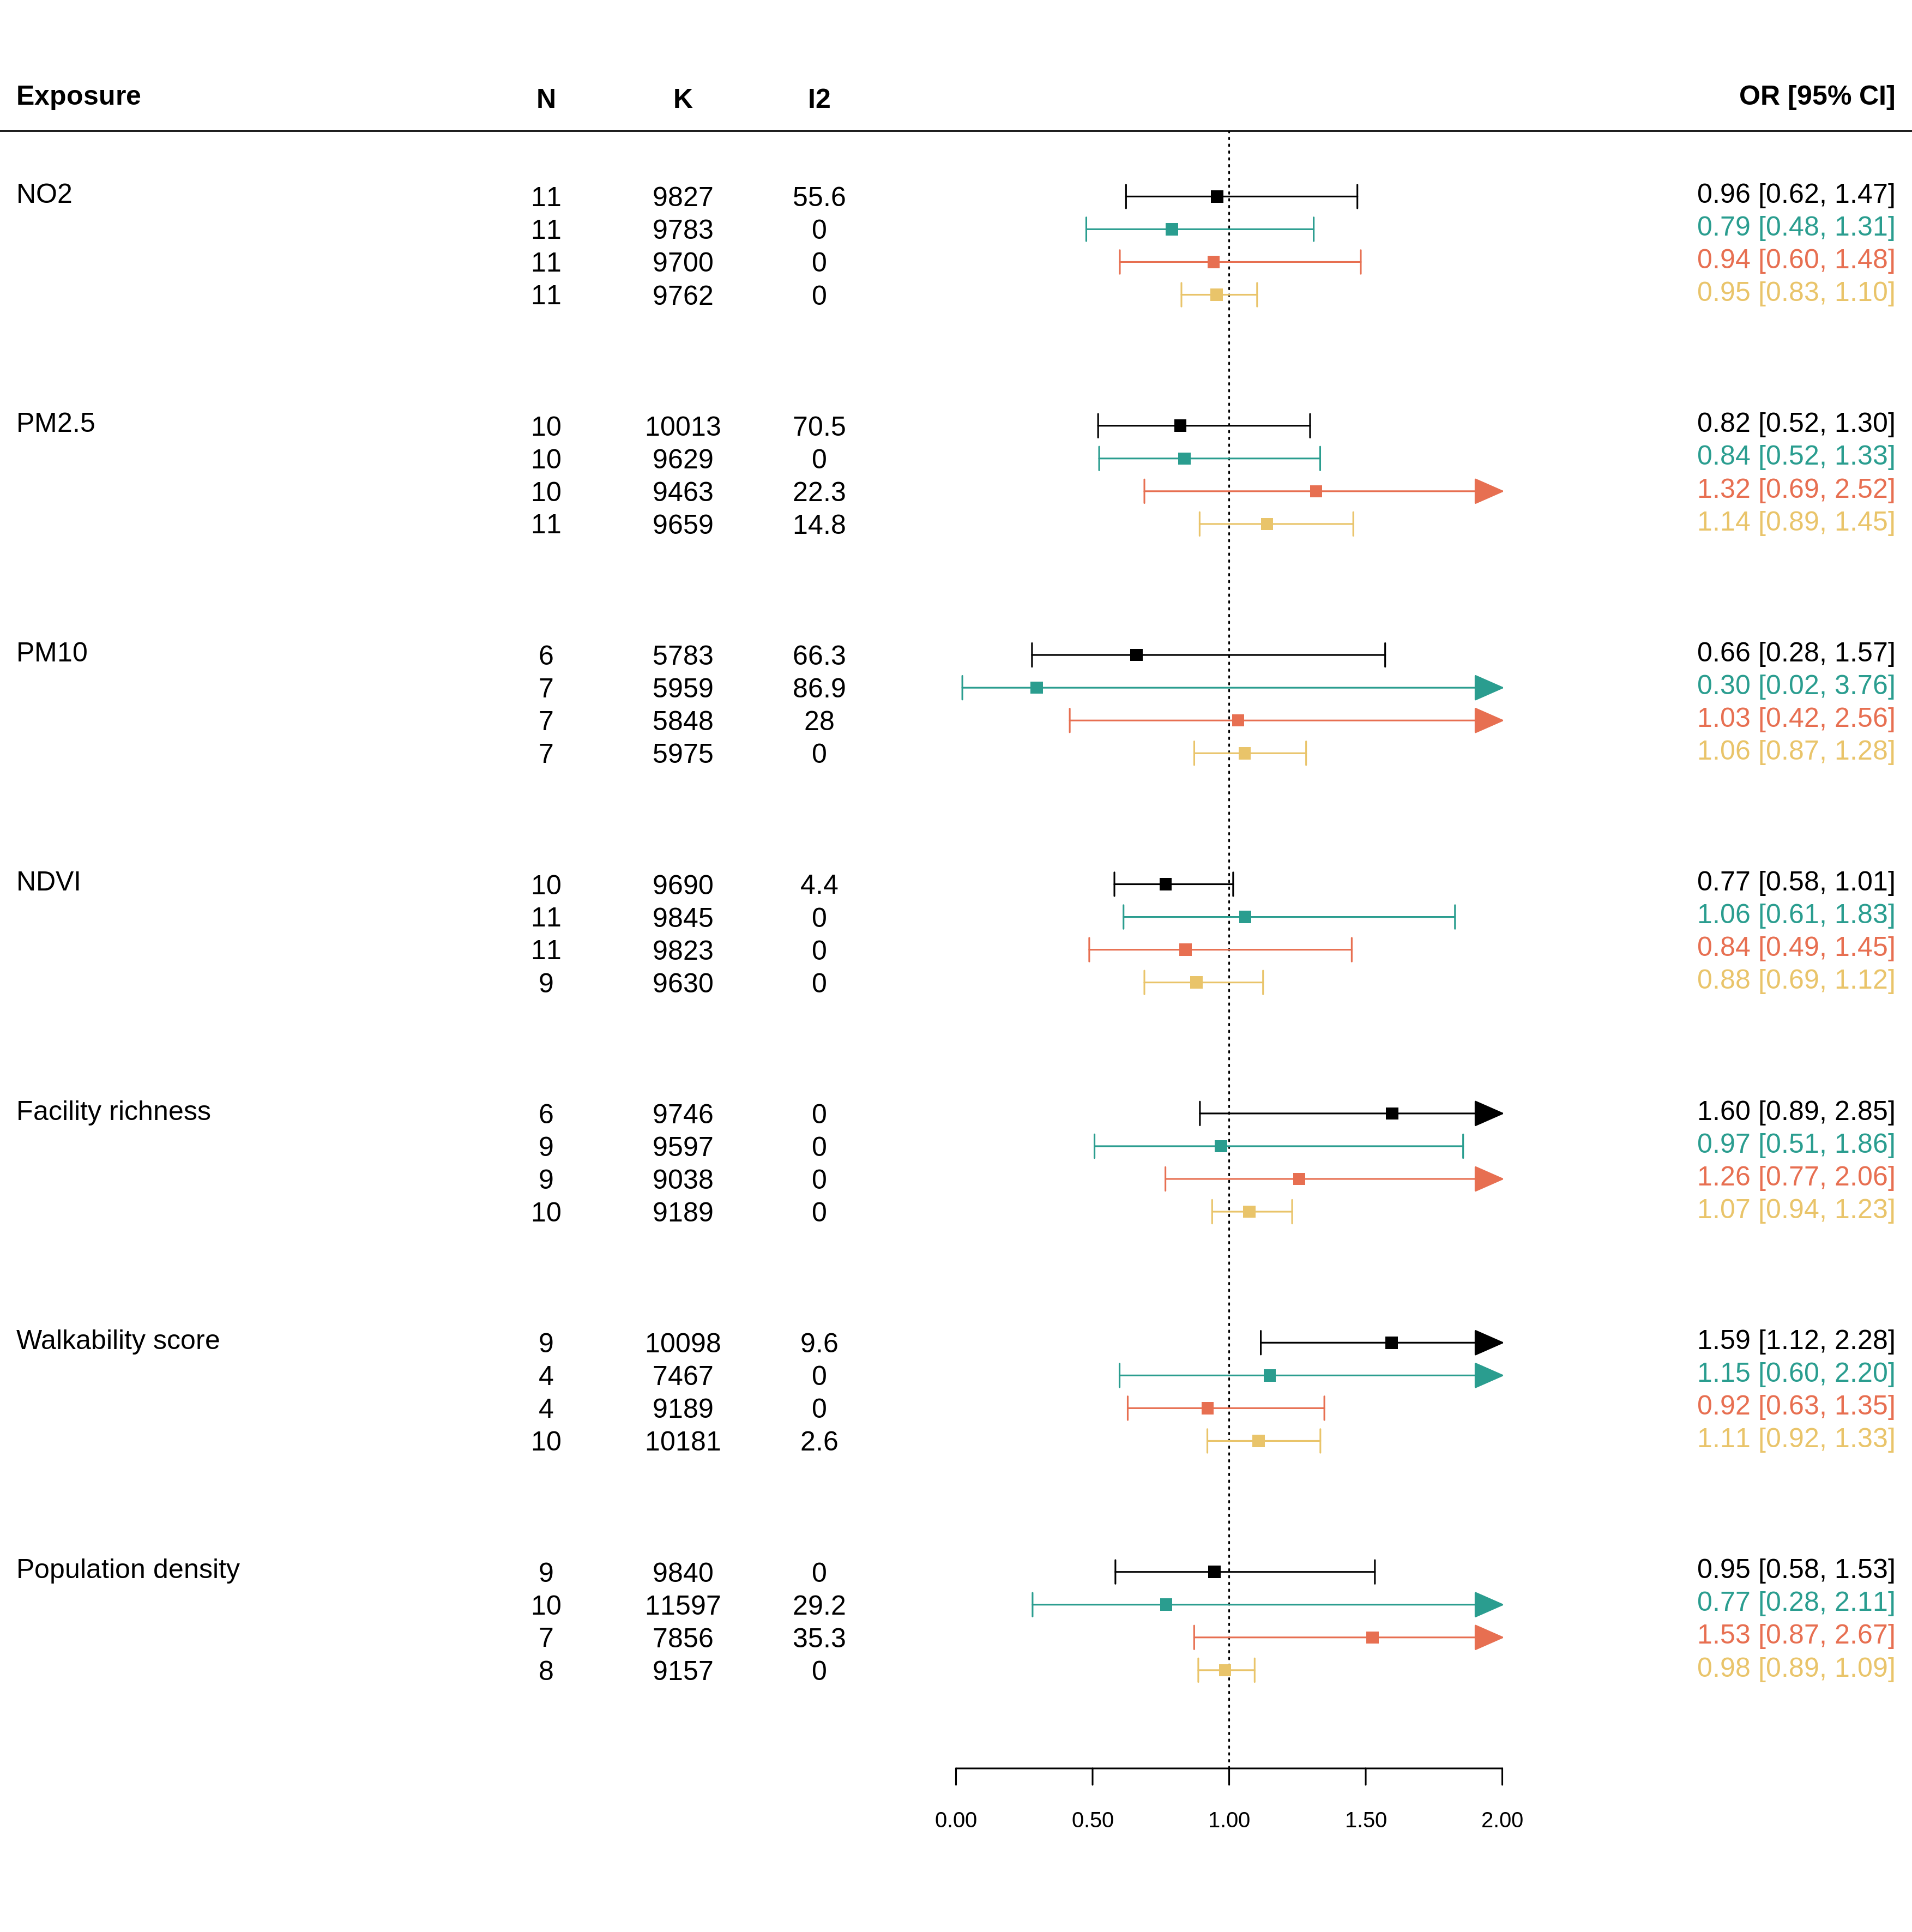 Exposure N K I2 OR [95% CI]
NO2 11 9827 55.6 0.96 [0.62, 1.47]
11 9783 0 0.79 [0.48, 1.31]
11 9700 0 0.94 [0.60, 1.48]
11 9762 0 0.95 [0.83, 1.10]
PM2.5 10 10013 70.5 0.82 [0.52, 1.30]
10 9629 0 0.84 [0.52, 1.33]
10 9463 22.3 1.32 [0.69, 2.52]
11 9659 14.8 1.14 [0.89, 1.45]
PM10 6 5783 66.3 0.66 [0.28, 1.57]
7 5959 86.9 0.30 [0.02, 3.76]
7 5848 28 1.03 [0.42, 2.56]
7 5975 0 1.06 [0.87, 1.28]
NDVI 10 9690 4.4 0.77 [0.58, 1.01]
11 9845 0 1.06 [0.61, 1.83]
11 9823 0 0.84 [0.49, 1.45]
9 9630 0 0.88 [0.69, 1.12]
Facility richness 6 9746 0 1.60 [0.89, 2.85]
9 9597 0 0.97 [0.51, 1.86]
9 9038 0 1.26 [0.77, 2.06]
10 9189 0 1.07 [0.94, 1.23]
Walkability score 9 10098 9.6 1.59 [1.12, 2.28]
4 7467 0 1.15 [0.60, 2.20]
4 9189 0 0.92 [0.63, 1.35]
10 10181 2.6 1.11 [0.92, 1.33]
Population density 9 9840 0 0.95 [0.58, 1.53]
10 11597 29.2 0.77 [0.28, 2.11]
7 7856 35.3 1.53 [0.87, 2.67]
8 9157 0 0.98 [0.89, 1.09]
0.00 0.50 1.00 1.50 2.00